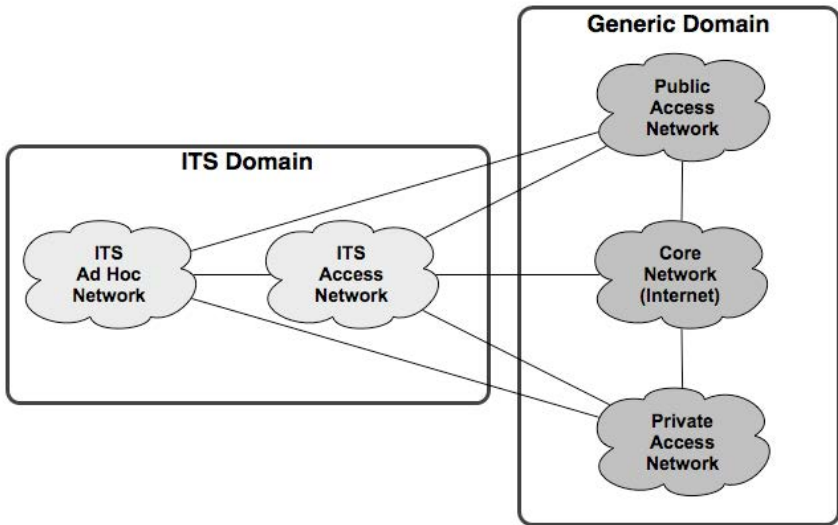 Generic Domain
Public
Access
Network
ITS Domain
ITS
Ad Hoc
Network
ITS
Access
Network
Core
Network
(Internet)
Private
Access
Network